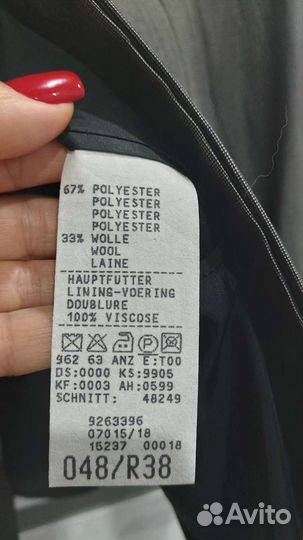 67% POLYESTER
POLYESTER
POLYESTER
POLYESTER
33% WOLLE
WOOL
LAINE
HAUPTFUTTER
LINING-VOERING
DOUBLURE
100% VISCOSE
962 63 ANZ E:T00
DS:0000 KS:9905
KF:0003 AH:0599
SCHNITT: 48249
9263396
07015/18
15237 00018
048/R38
Avito